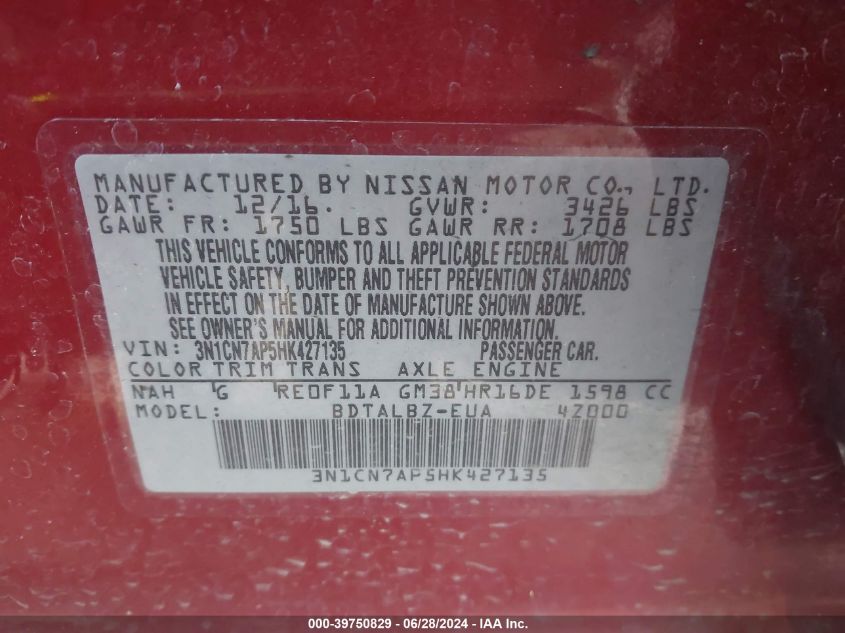 MANUFACTURED BY NISSAN MOTOR CO., LTD.
DATE: 12/16. GVWR: 3426 LBS
GAWR FR: 1750 LBS GAWR RR: 1708 LBS
THIS VEHICLE CONFORMS TO ALL APPLICABLE FEDERAL MOTOR
VEHICLE SAFETY, BUMPER AND THEFT PREVENTION STANDARDS
IN EFFECT ON THE DATE OF MANUFACTURE SHOWN ABOVE.
SEE OWNER'S MANUAL FOR ADDITIONAL INFORMATION.
VIN: 3N1CN7AP5HK427135 PASSENGER CAR.
COLOR TRIM TRANS AXLE ENGINE
NAH G RE0F11A GM38 HR16DE 1598 CC
MODEL: BDTALBZ-EUA 4Z000
3N1CN7AP5HK427135
000-39750829 - 06/28/2024 - IAA Inc.